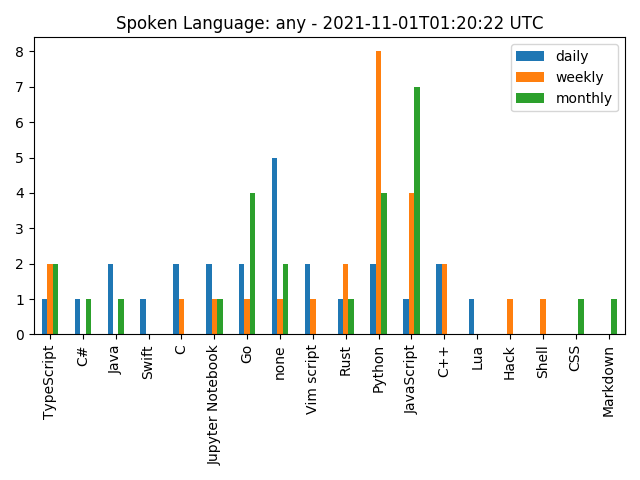 Spoken Language: any - 2021-11-01T01:20:22 UTC
daily
weekly
monthly
8
7
6
5
4
3
2
1
0
TypeScript
C#
Java
Swift
C
Jupyter Notebook
Go
none
Vim script
Rust
Python
JavaScript
C++
Lua
Hack
Shell
CSS
Markdown